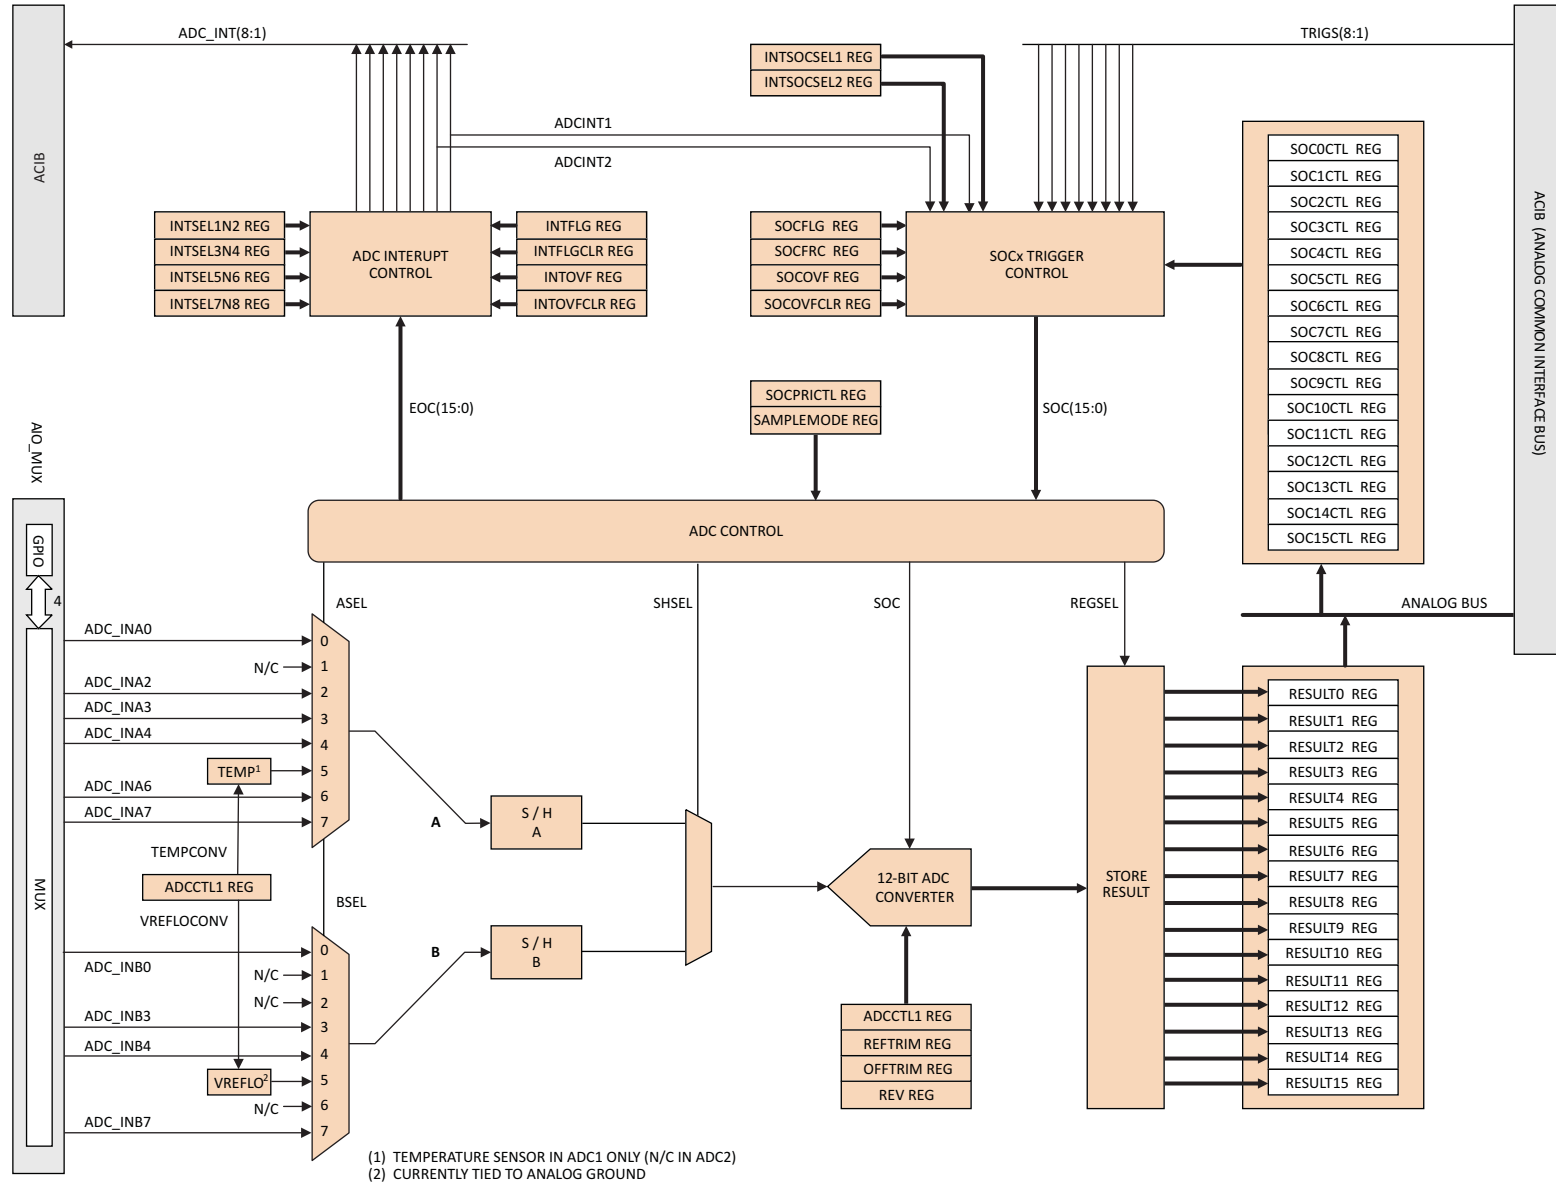 ADC_INT(8:1)
TRIGS(8:1)
ACIB
INTSOCSEL1 REG
INTSOCSEL2 REG
ADCINT1
ADCINT2
ACIB (ANALOG COMMON INTERFACE BUS)
SOC0CTL REG
SOC1CTL REG
SOC2CTL REG
SOC3CTL REG
SOC4CTL REG
SOC5CTL REG
SOC6CTL REG
SOC7CTL REG
SOC8CTL REG
SOC9CTL REG
SOC10CTL REG
SOC11CTL REG
SOC12CTL REG
SOC13CTL REG
SOC14CTL REG
SOC15CTL REG
INTSEL1N2 REG
INTSEL3N4 REG
INTSEL5N6 REG
INTSEL7N8 REG
ADC INTERUPT
CONTROL
INTFLG REG
INTFLGCLR REG
INTOVF REG
INTOVFCLR REG
SOCFLG REG
SOCFRC REG
SOCOVF REG
SOCOVFCLR REG
SOCx TRIGGER
CONTROL
EOC(15:0)
SOCPRICTL REG
SAMPLEMODE REG
SOC(15:0)
AIO_MUX
ADC CONTROL
GPIO
4
MUX
ASEL
SHSEL
SOC
REGSEL
ANALOG BUS
ADC_INA0
N/C
ADC_INA2
ADC_INA3
ADC_INA4
TEMP1
ADC_INA6
ADC_INA7
0
1
2
3
4
5
6
7
TEMPCONV
ADCCTL1 REG
VREFLOCONV
BSEL
A
S / H
A
B
S / H
B
12-BIT ADC
CONVERTER
STORE
RESULT
ADC_INB0
N/C
N/C
ADC_INB3
ADC_INB4
VREFLO2
N/C
ADC_INB7
0
1
2
3
4
5
6
7
ADCCTL1 REG
REFTRIM REG
OFFTRIM REG
REV REG
RESULT0 REG
RESULT1 REG
RESULT2 REG
RESULT3 REG
RESULT4 REG
RESULT5 REG
RESULT6 REG
RESULT7 REG
RESULT8 REG
RESULT9 REG
RESULT10 REG
RESULT11 REG
RESULT12 REG
RESULT13 REG
RESULT14 REG
RESULT15 REG
(1) TEMPERATURE SENSOR IN ADC1 ONLY (N/C IN ADC2)
(2) CURRENTLY TIED TO ANALOG GROUND